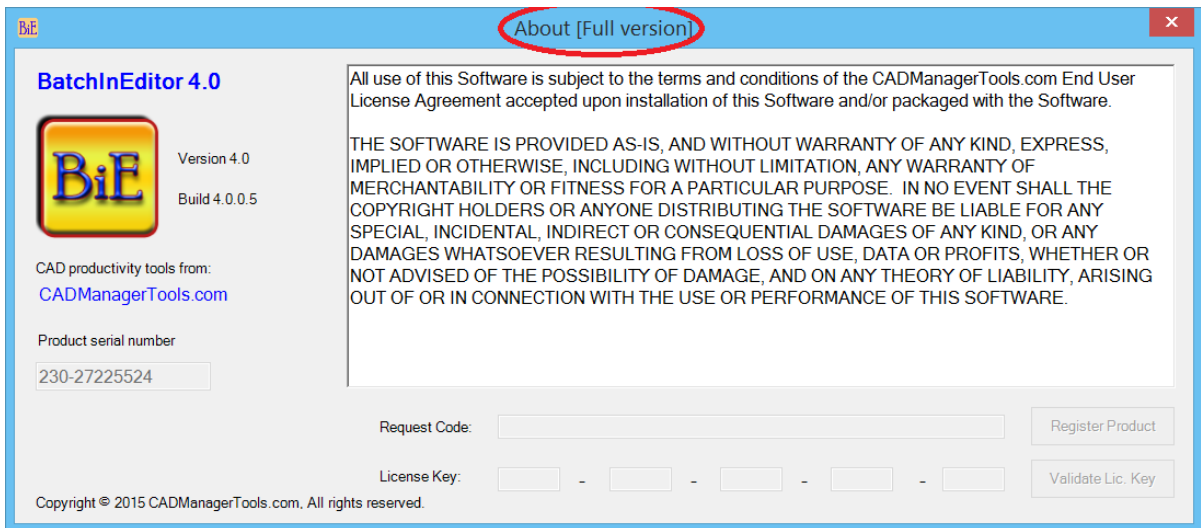 BiE
About [Full version]
×
BatchInEditor 4.0
BiE
Version 4.0
Build 4.0.0.5
CAD productivity tools from:
CADManagerTools.com
Product serial number
230-27225524
All use of this Software is subject to the terms and conditions of the CADManagerTools.com End User
License Agreement accepted upon installation of this Software and/or packaged with the Software.
THE SOFTWARE IS PROVIDED AS-IS, AND WITHOUT WARRANTY OF ANY KIND, EXPRESS,
IMPLIED OR OTHERWISE, INCLUDING WITHOUT LIMITATION, ANY WARRANTY OF
MERCHANTABILITY OR FITNESS FOR A PARTICULAR PURPOSE.  IN NO EVENT SHALL THE
COPYRIGHT HOLDERS OR ANYONE DISTRIBUTING THE SOFTWARE BE LIABLE FOR ANY
SPECIAL, INCIDENTAL, INDIRECT OR CONSEQUENTIAL DAMAGES OF ANY KIND, OR ANY
DAMAGES WHATSOEVER RESULTING FROM LOSS OF USE, DATA OR PROFITS, WHETHER OR
NOT ADVISED OF THE POSSIBILITY OF DAMAGE, AND ON ANY THEORY OF LIABILITY, ARISING
OUT OF OR IN CONNECTION WITH THE USE OR PERFORMANCE OF THIS SOFTWARE.
Request Code:
Register Product
License Key:
- - - -
Validate Lic. Key
Copyright © 2015 CADManagerTools.com, All rights reserved.